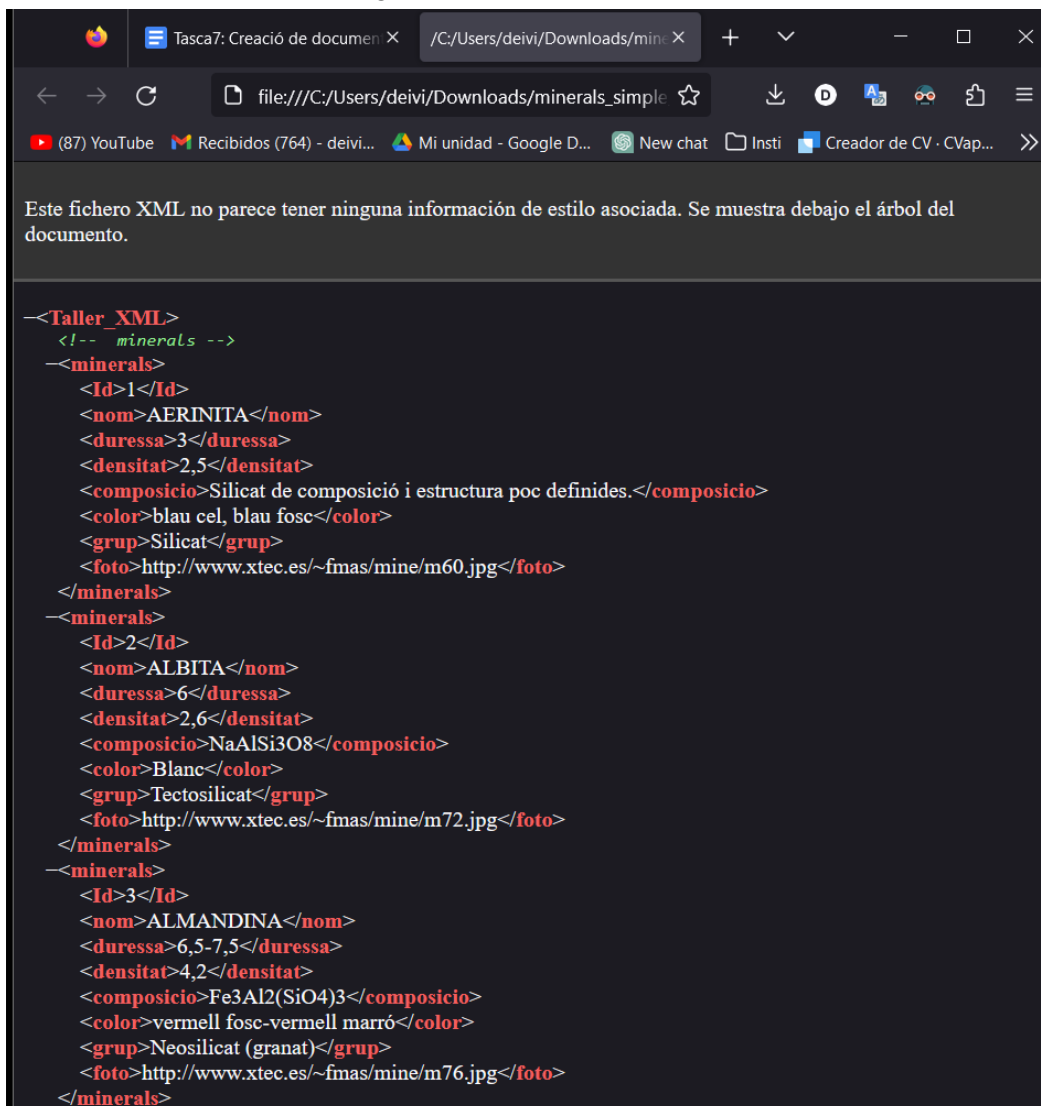 Tasca7: Creació de document
/C:/Users/deivi/Downloads/mine
file:///C:/Users/deivi/Downloads/minerals_simple
D
(87) YouTube
Recibidos (764) - deivi...
Mi unidad - Google D...
New chat
Insti
Creador de CV · CVap...
Este fichero XML no parece tener ninguna información de estilo asociada. Se muestra debajo el árbol del
documento.
−<Taller_XML>
<!--  minerals -->
−<minerals>
<Id>1</Id>
<nom>AERINITA</nom>
<duressa>3</duressa>
<densitat>2,5</densitat>
<composicio>Silicat de composició i estructura poc definides.</composicio>
<color>blau cel, blau fosc</color>
<grup>Silicat</grup>
<foto>http://www.xtec.es/~fmas/mine/m60.jpg</foto>
</minerals>
−<minerals>
<Id>2</Id>
<nom>ALBITA</nom>
<duressa>6</duressa>
<densitat>2,6</densitat>
<composicio>NaAlSi3O8</composicio>
<color>Blanc</color>
<grup>Tectosilicat</grup>
<foto>http://www.xtec.es/~fmas/mine/m72.jpg</foto>
</minerals>
−<minerals>
<Id>3</Id>
<nom>ALMANDINA</nom>
<duressa>6,5-7,5</duressa>
<densitat>4,2</densitat>
<composicio>Fe3Al2(SiO4)3</composicio>
<color>vermell fosc-vermell marró</color>
<grup>Neosilicat (granat)</grup>
<foto>http://www.xtec.es/~fmas/mine/m76.jpg</foto>
</minerals>